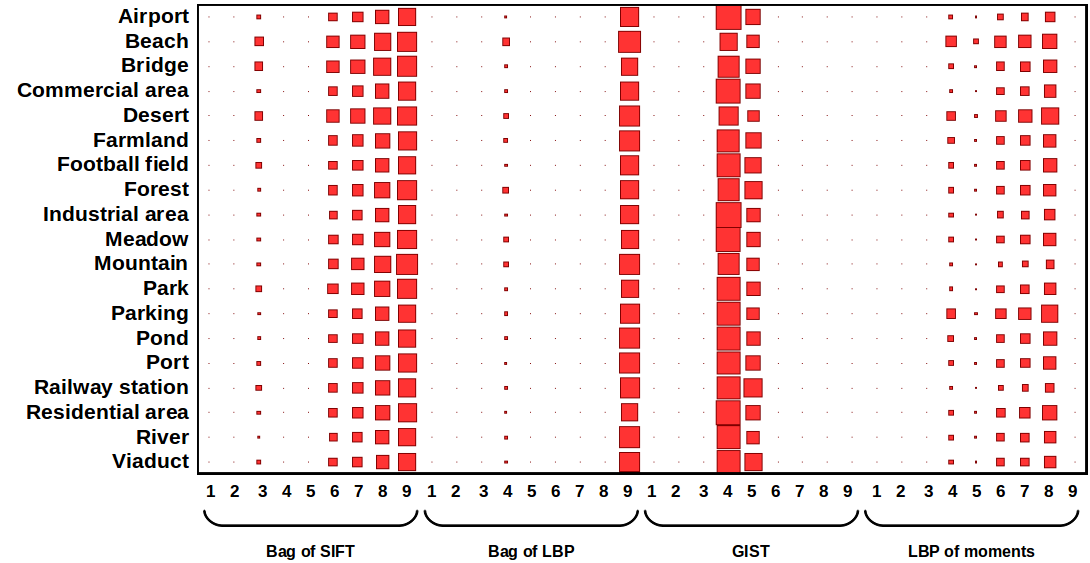 Airport
Beach
Bridge
Commercial area
Desert
Farmland
Football field
Forest
Industrial area
Meadow
Mountain
Park
Parking
Pond
Port
Railway station
Residential area
River
Viaduct
1 2 3 4 5 6 7 8 9 1 2 3 4 5 6 7 8 9 1 2 3 4 5 6 7 8 9 1 2 3 4 5 6 7 8 9
Bag of SIFT Bag of LBP GIST LBP of moments